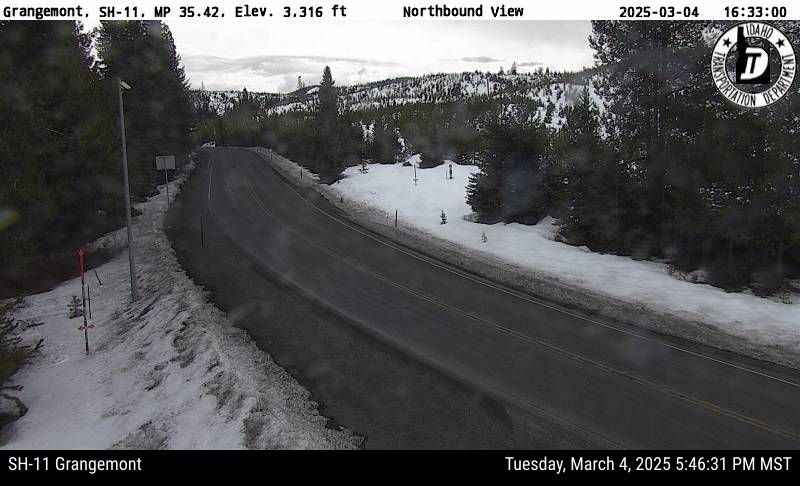 Grangemont, SH-11, MP 35.42, Elev. 3,316 ft Northbound View 2025-03-04 16:33:00
IDAHO
TRANSPORTATION DEPARTMENT
SH-11 Grangemont Tuesday, March 4, 2025 5:46:31 PM MST